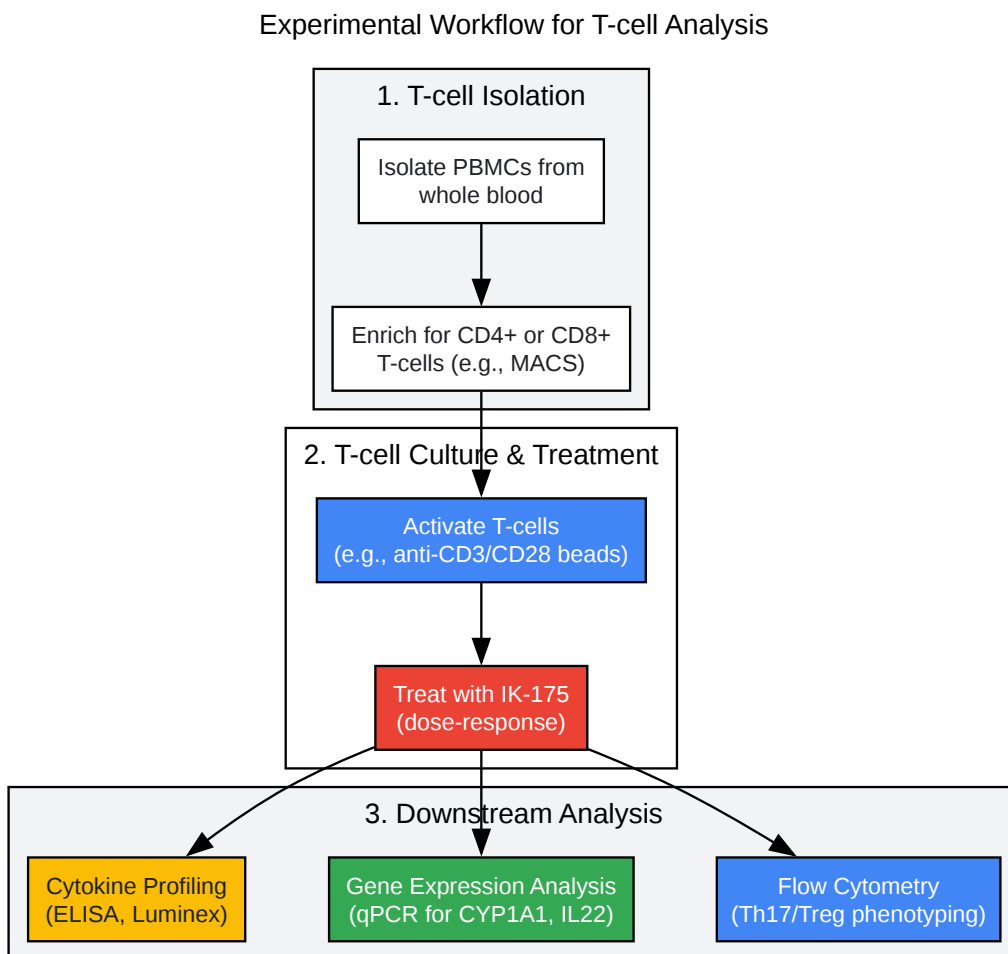 Experimental Workflow for T-cell Analysis
1. T-cell Isolation
Isolate PBMCs from
whole blood
Enrich for CD4+ or CD8+
T-cells (e.g., MACS)
2. T-cell Culture & Treatment
Activate T-cells
(e.g., anti-CD3/CD28 beads)
Treat with IK-175
(dose-response)
3. Downstream Analysis
Cytokine Profiling
(ELISA, Luminex)
Gene Expression Analysis
(qPCR for CYP1A1, IL22)
Flow Cytometry
(Th17/Treg phenotyping)